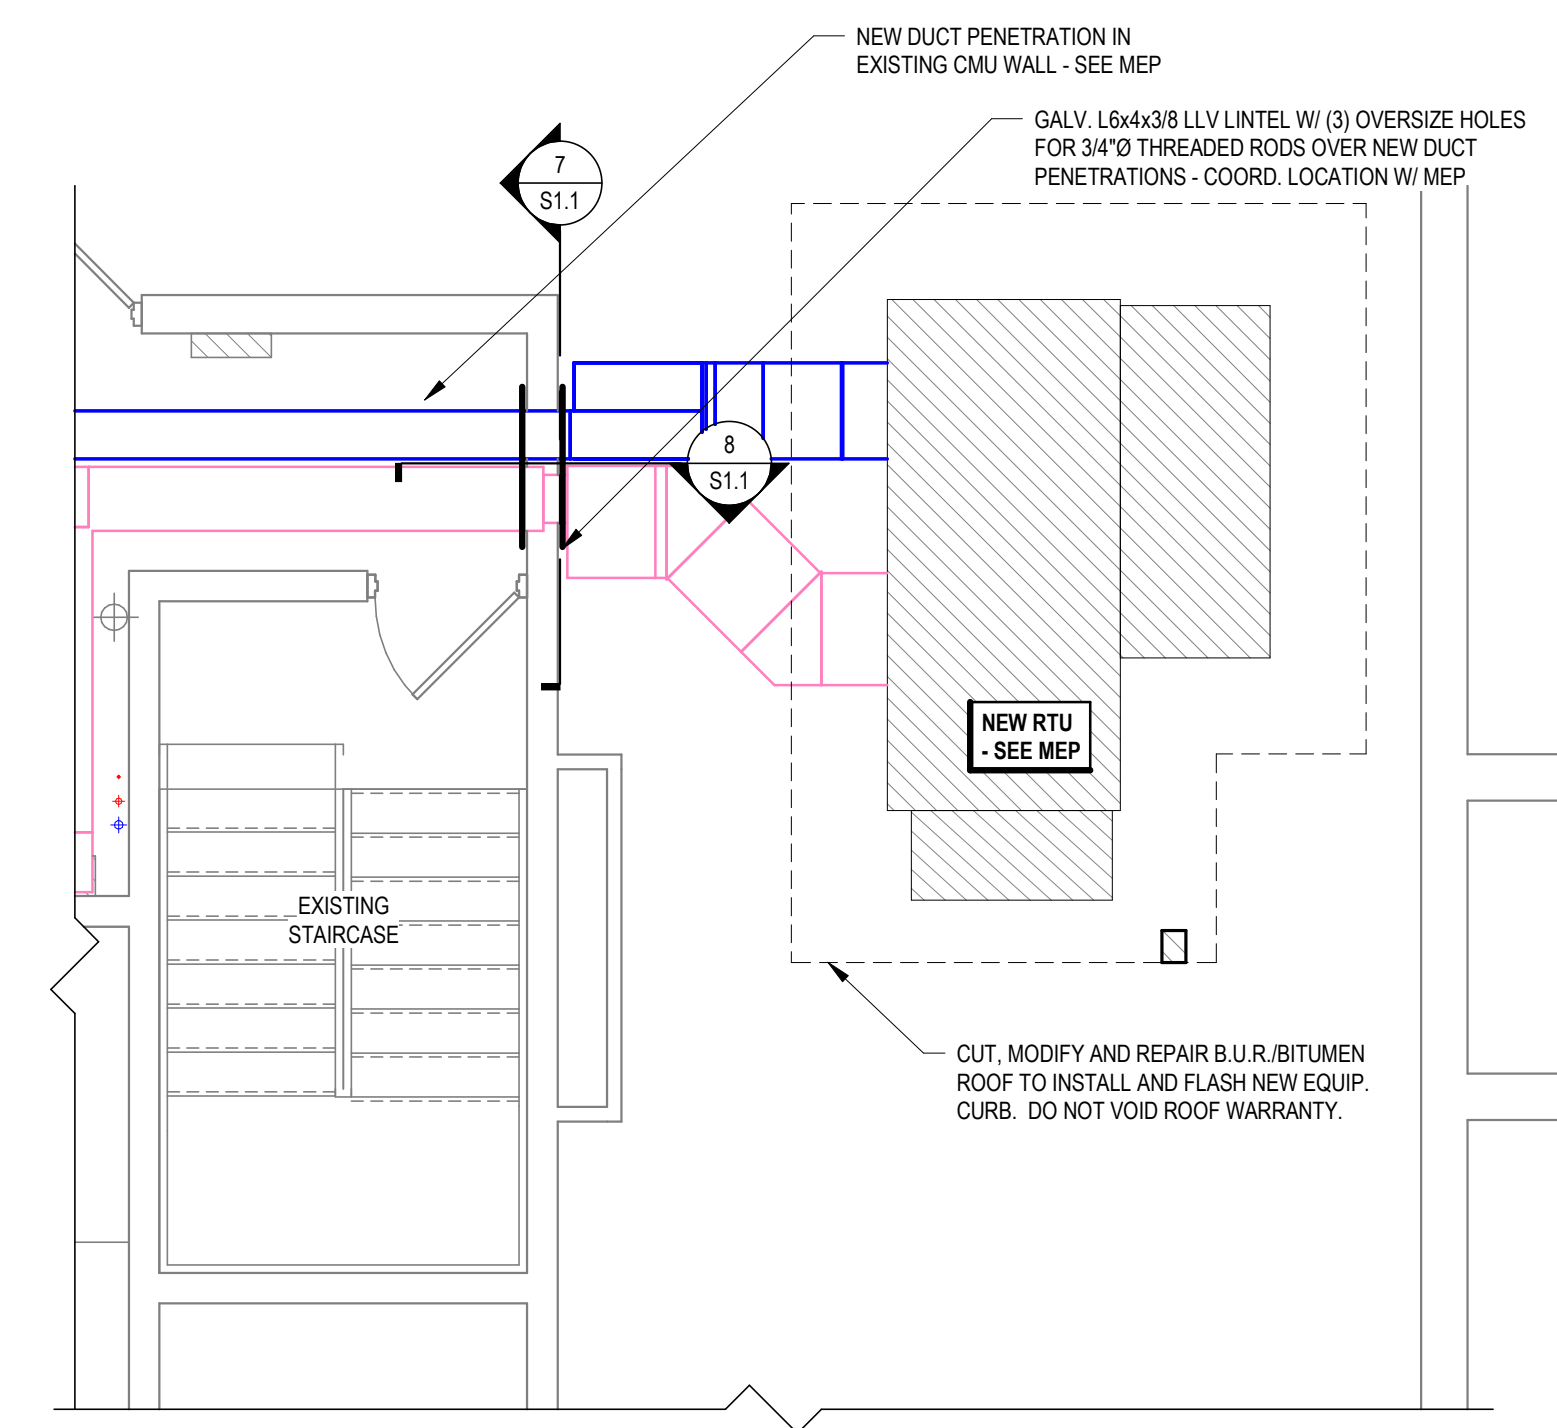 NEW DUCT PENETRATION IN
EXISTING CMU WALL - SEE MEP
GALV. L6x4x3/8 LLV LINTEL W/ (3) OVERSIZE HOLES
FOR 3/4"Ø THREADED RODS OVER NEW DUCT
PENETRATIONS - COORD. LOCATION W/ MEP
7
S1.1
8
S1.1
NEW RTU
- SEE MEP
EXISTING
STAIRCASE
CUT, MODIFY AND REPAIR B.U.R./BITUMEN
ROOF TO INSTALL AND FLASH NEW EQUIP.
CURB.  DO NOT VOID ROOF WARRANTY.